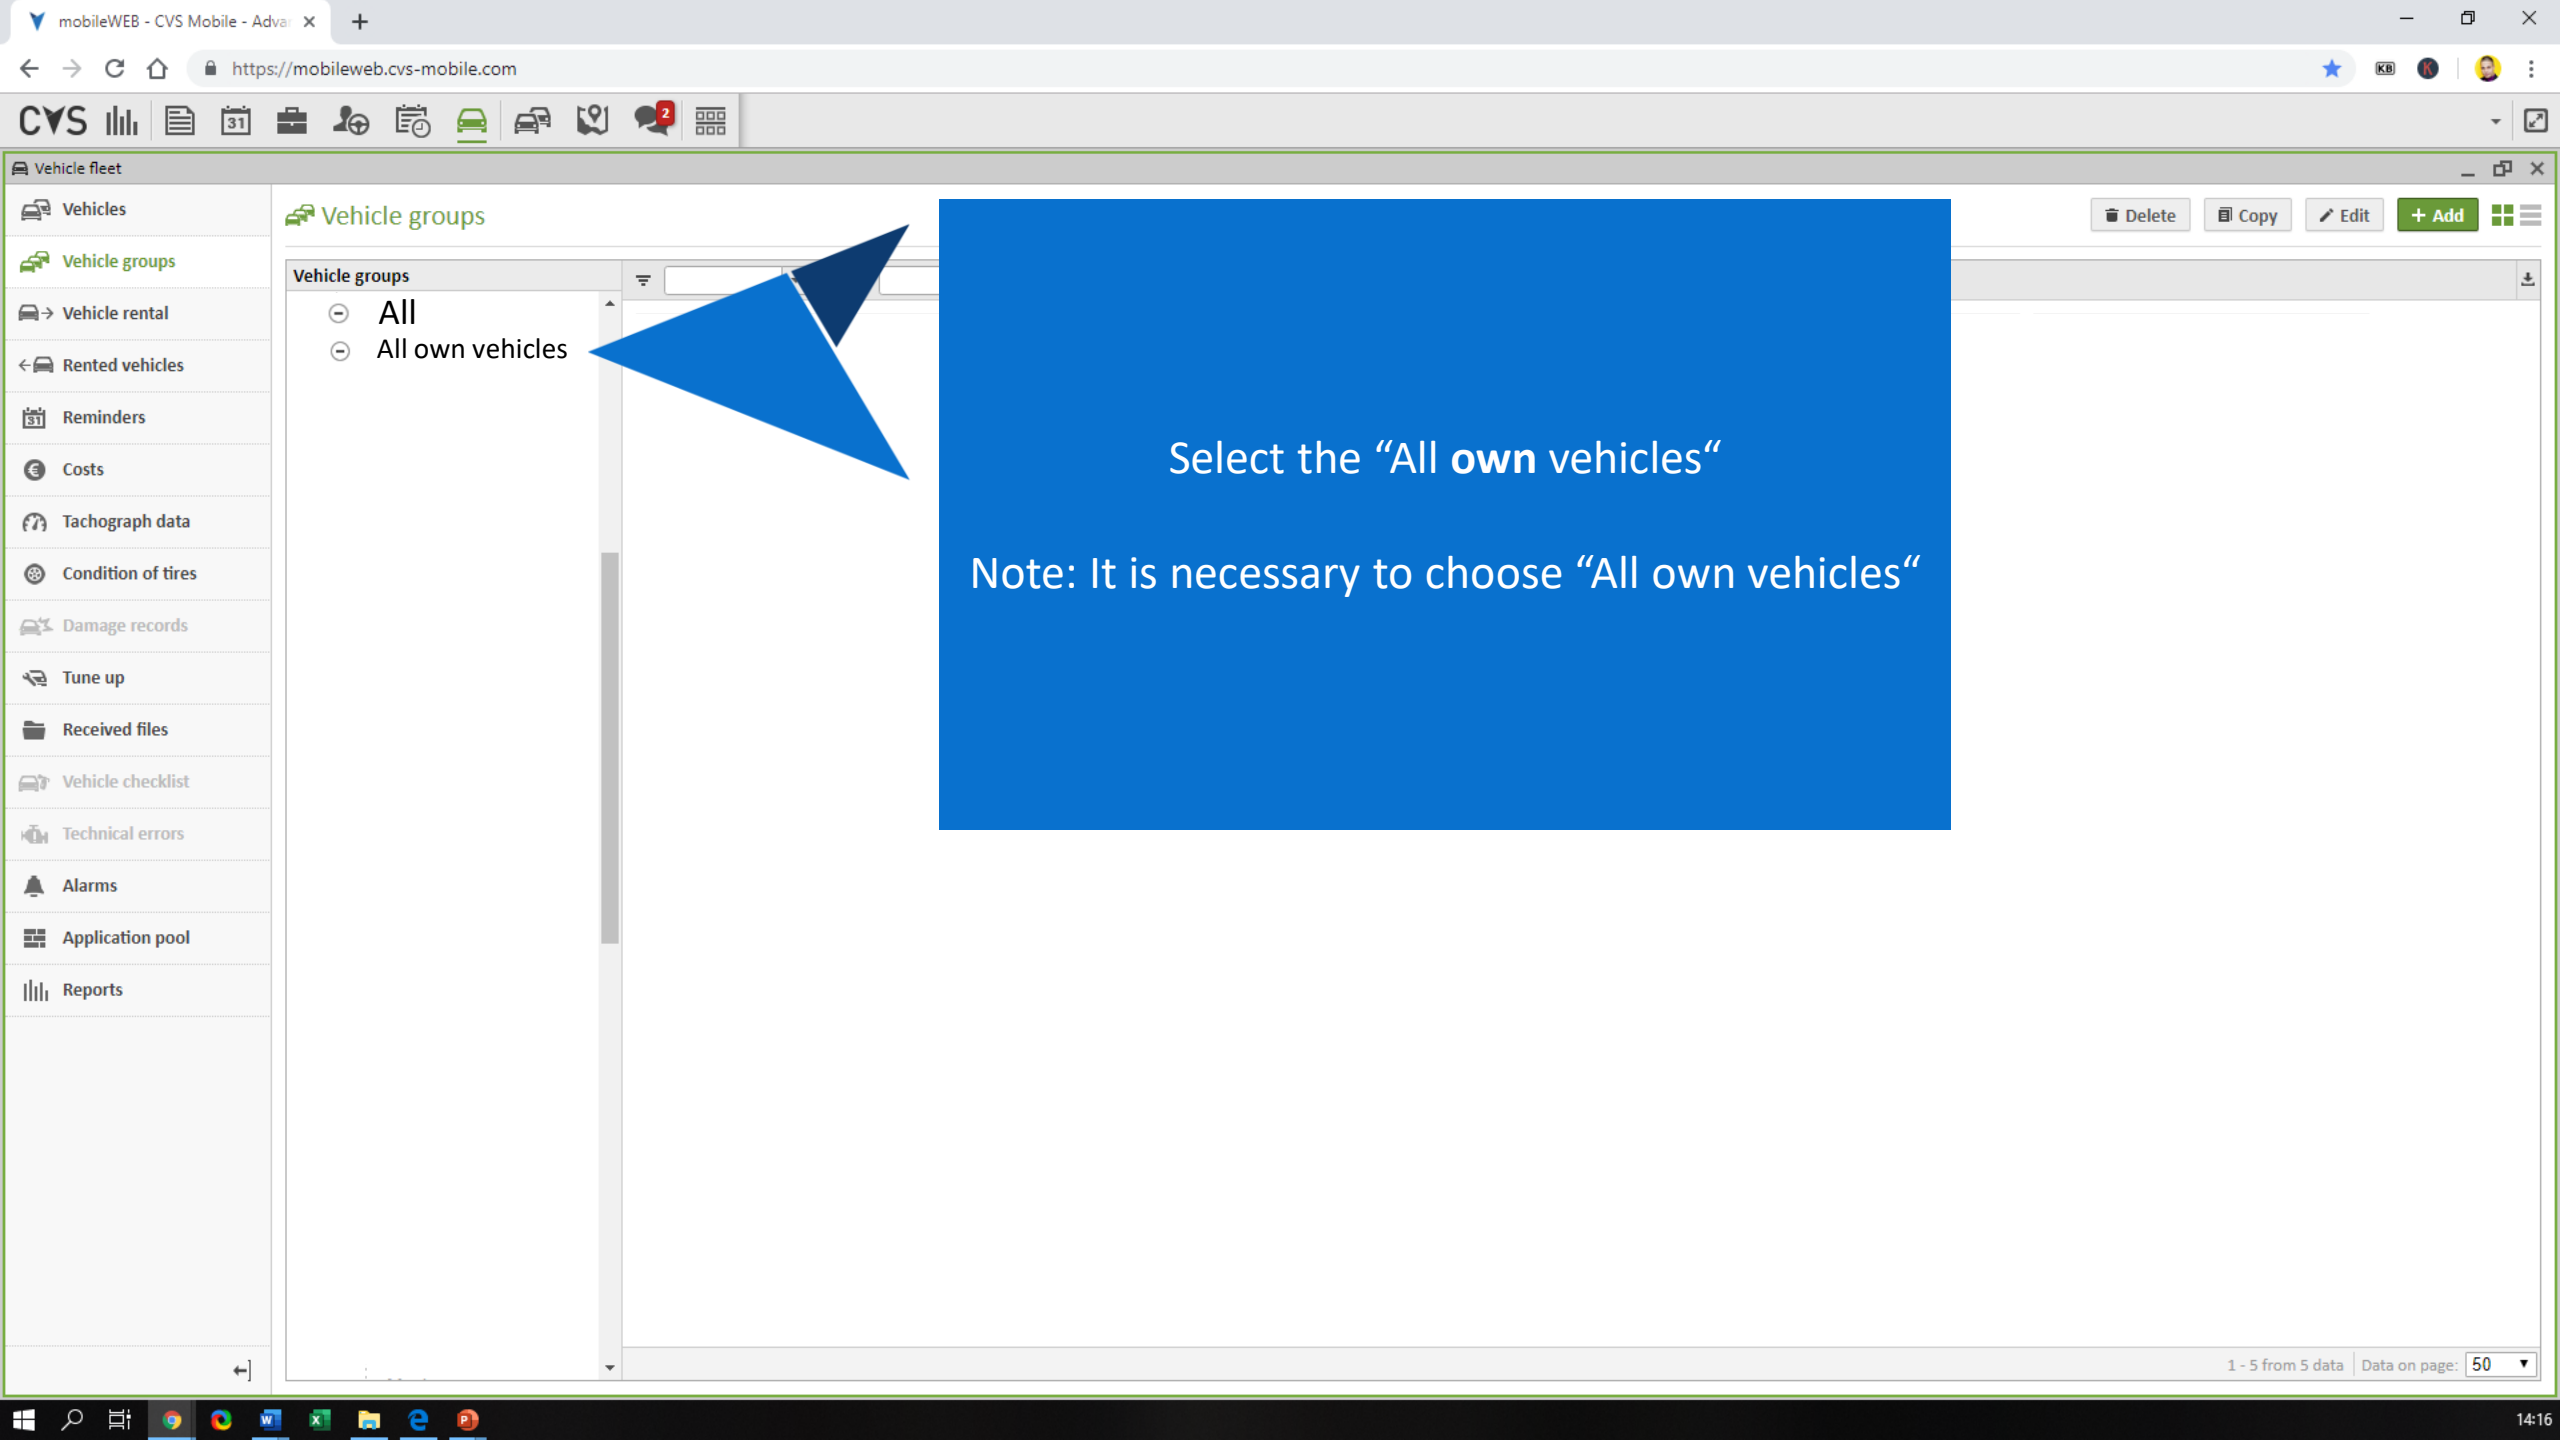 mobileWEB - CVS Mobile - Advan
https://mobileweb.cvs-mobile.com
CVS
31
2
Vehicle fleet
Vehicles
Vehicle groups
Vehicle rental
Rented vehicles
31
Reminders
Costs
Tachograph data
Condition of tires
Damage records
Tune up
Received files
Vehicle checklist
Technical errors
Alarms
Application pool
Reports
Vehicle groups
Delete
Copy
Edit
+ Add
Vehicle groups
All
All own vehicles
Select the “All own vehicles“
Note: It is necessary to choose “All own vehicles“
1 - 5 from 5 data
Data on page: 50
KB
K
14:16